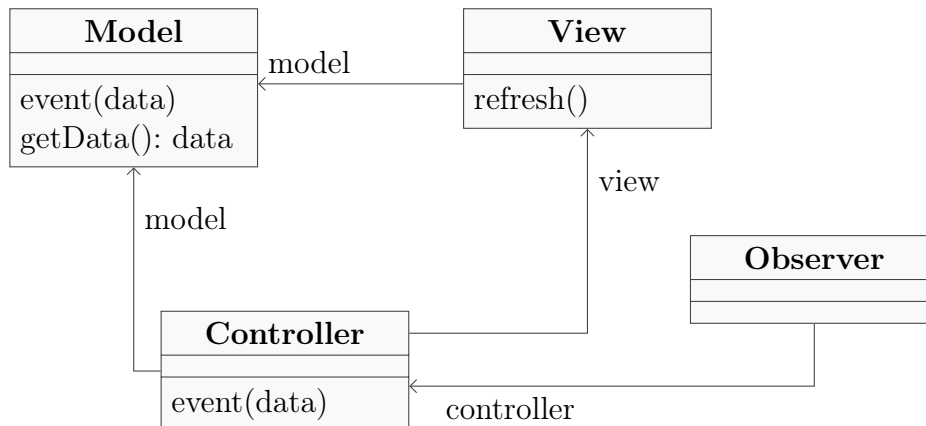 Model
View
model
event(data)
getData(): data
refresh()
view
model
Observer
Controller
event(data)
controller